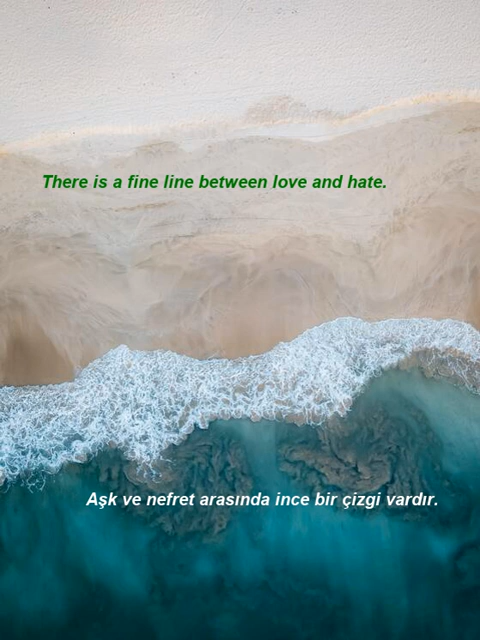 There is a fine line between love and hate.
Aşk ve nefret arasında ince bir çizgi vardır.